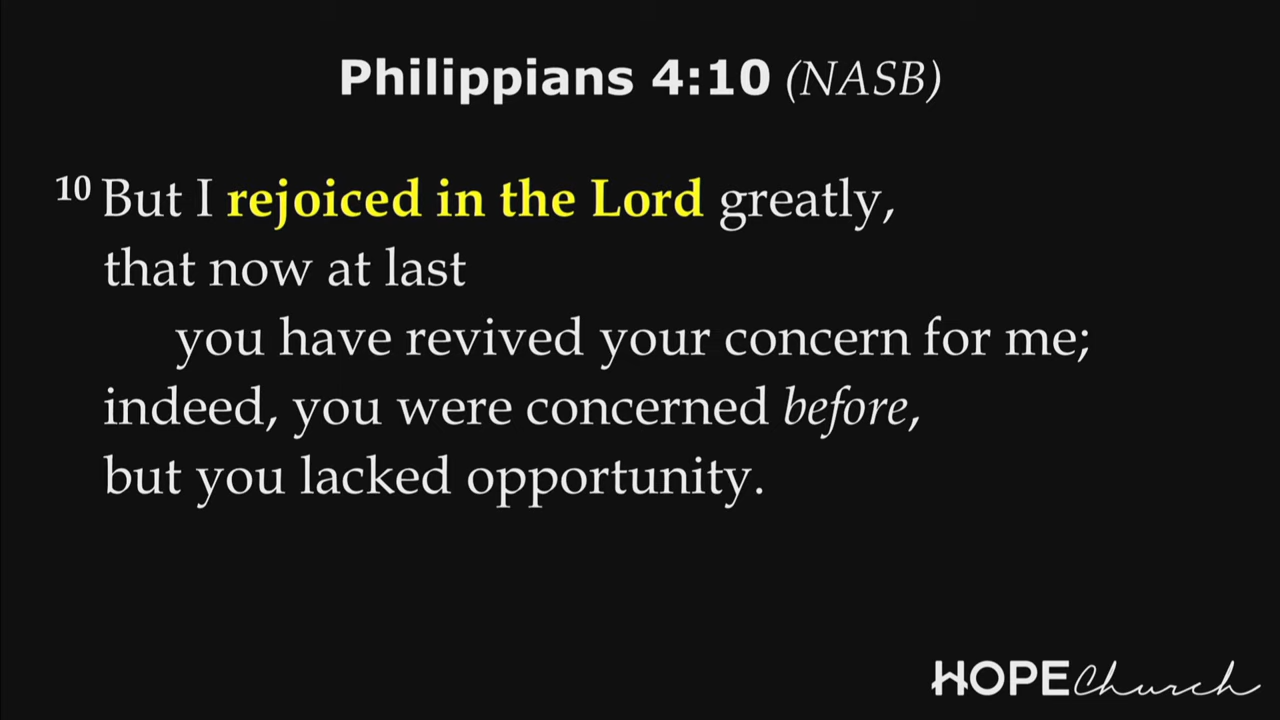 Philippians 4:10 (NASB)
10 But I rejoiced in the Lord greatly,
that now at last
you have revived your concern for me;
indeed, you were concerned before,
but you lacked opportunity.
HOPE Church